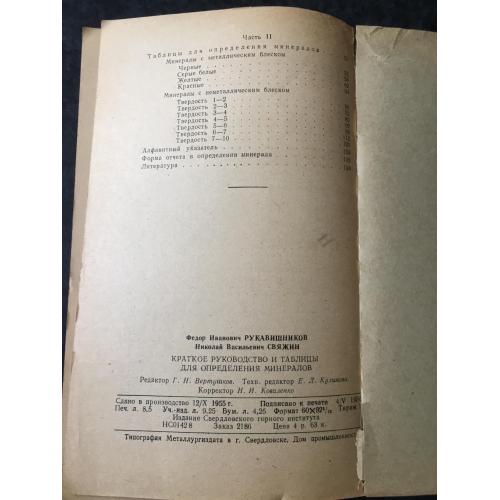 Часть II
Таблицы для определения минералов
Минералы с металлическим блеском
Черные
Серые белые
Желтые
Красные
Минералы с неметаллическим блеском
Твердость 1—2
Твердость 2—3
Твердость 3—4
Твердость 4—5
Твердость 5—6
Твердость 6—7
Твердость 7—10
Алфавитный указатель
Форма отчета в определения минерала
Литература
Федор Иванович РУКАВИШНИКОВ
Николай Васильевич СВЯЖИН
КРАТКОЕ РУКОВОДСТВО И ТАБЛИЦЫ
ДЛЯ ОПРЕДЕЛЕНИЯ МИНЕРАЛОВ
Редактор Г. Н. Вертушков. Техн. редактор Е. Л.
Корректор Н. И. Коваленко
Сдано в производство 12/X 1955 г. Подписано к печати 4/V
Печ. л. 8,5 Уч.-изд. л. 9,25 Бум. л. 4,25 Формат 60×92 1/16 Тираж
Издание Свердловского горного института
НС01428 Заказ 2186 Цена 4 р. 63 к.
Типография Металлургиздата в г. Свердловске, Дом